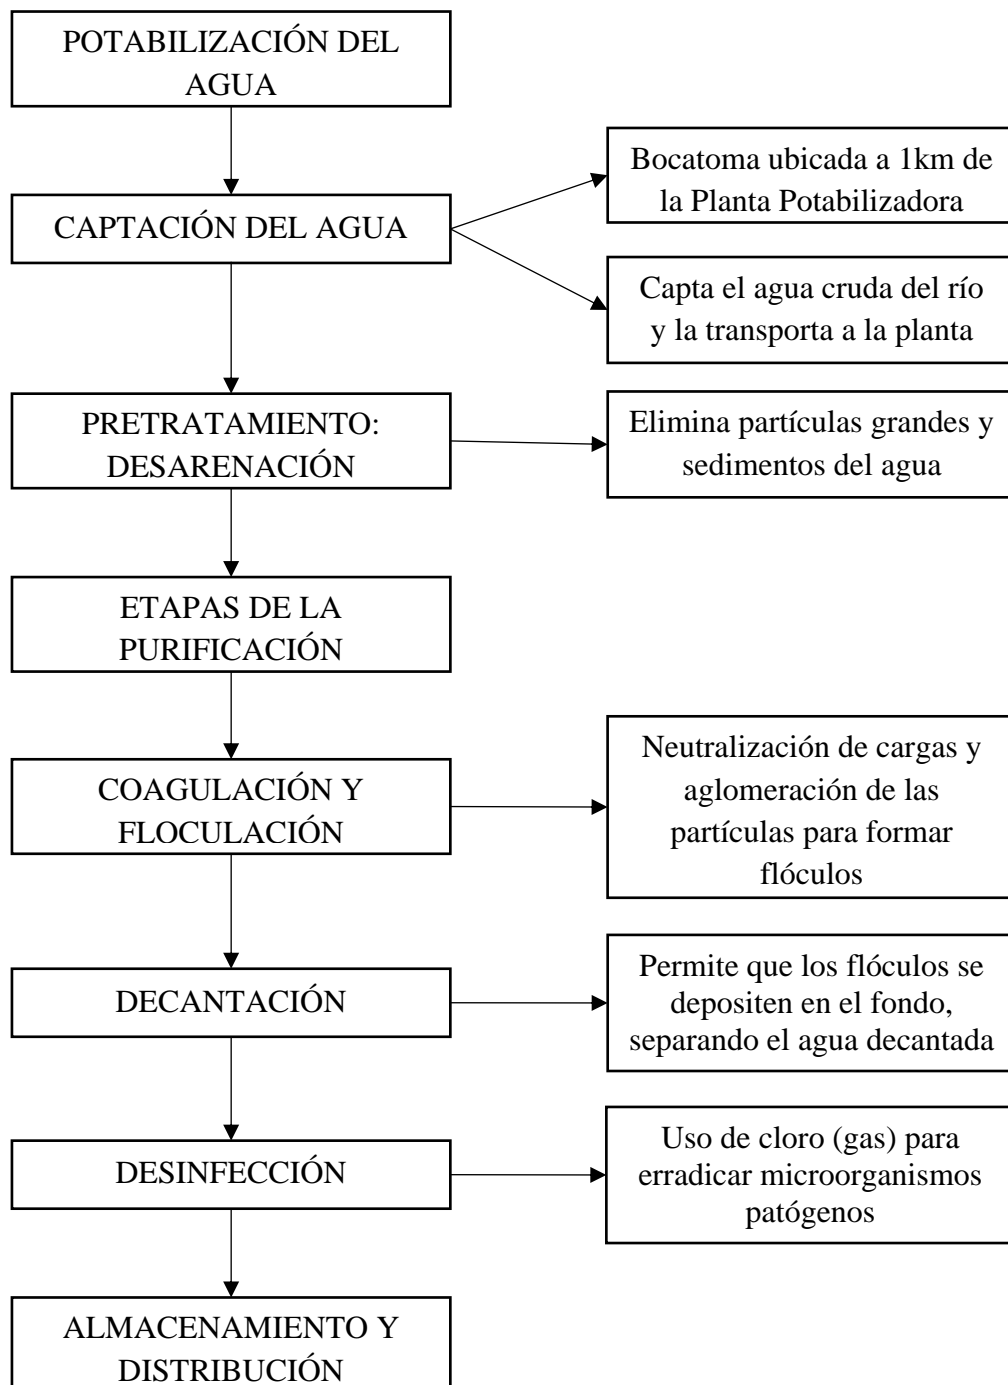 POTABILIZACIÓN DEL
AGUA
CAPTACIÓN DEL AGUA
Bocatoma ubicada a 1km de
la Planta Potabilizadora
Capta el agua cruda del río
y la transporta a la planta
PRETRATAMIENTO:
DESARENACIÓN
Elimina partículas grandes y
sedimentos del agua
ETAPAS DE LA
PURIFICACIÓN
COAGULACIÓN Y
FLOCULACIÓN
Neutralización de cargas y
aglomeración de las
partículas para formar
flóculos
DECANTACIÓN
Permite que los flóculos se
depositen en el fondo,
separando el agua decantada
DESINFECCIÓN
Uso de cloro (gas) para
erradicar microorganismos
patógenos
ALMACENAMIENTO Y
DISTRIBUCIÓN